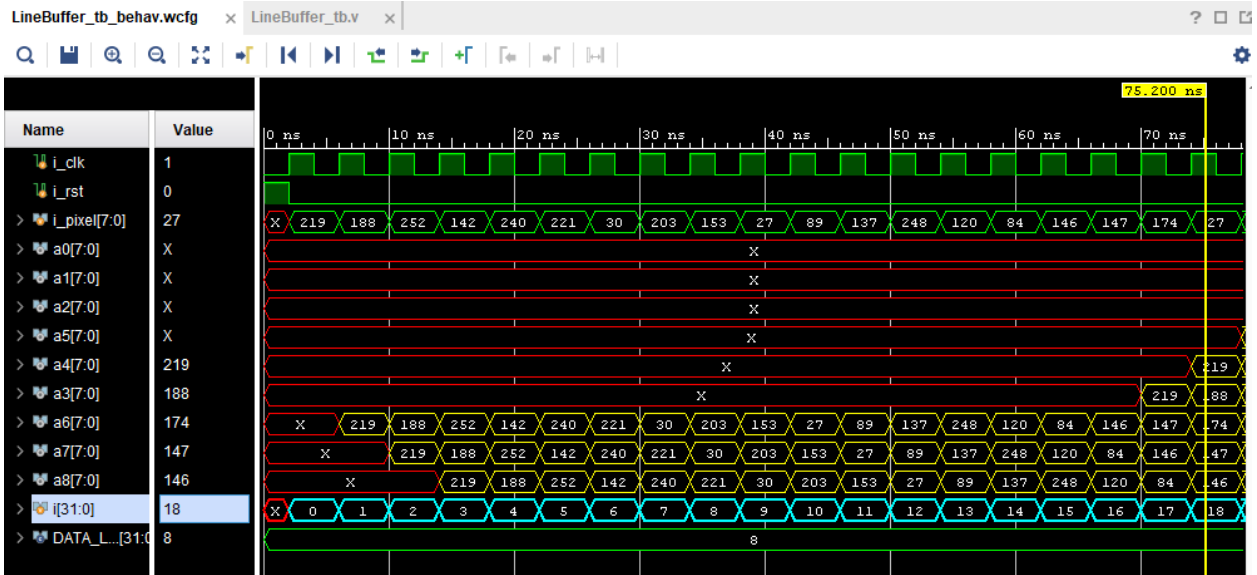 LineBuffer_tb_behav.wcfg × LineBuffer_tb.v ×
75.200 ns
Name Value 0 ns 10 ns 20 ns 30 ns 40 ns 50 ns 60 ns 70 ns
i_clk 1
i_rst 0
i_pixel[7:0] 27 X 219 188 252 142 240 221 30 203 153 27 89 137 248 120 84 146 147 174 27
a0[7:0] X X
a1[7:0] X X
a2[7:0] X X
a5[7:0] X X
a4[7:0] 219 X 219
a3[7:0] 188 X 219 188
a6[7:0] 174 X 219 188 252 142 240 221 30 203 153 27 89 137 248 120 84 146 147 174
a7[7:0] 147 X 219 188 252 142 240 221 30 203 153 27 89 137 248 120 84 146 147
a8[7:0] 146 X 219 188 252 142 240 221 30 203 153 27 89 137 248 120 84 146
i[31:0] 18 X 0 1 2 3 4 5 6 7 8 9 10 11 12 13 14 15 16 17 18
DATA_L...[31:0 8 8